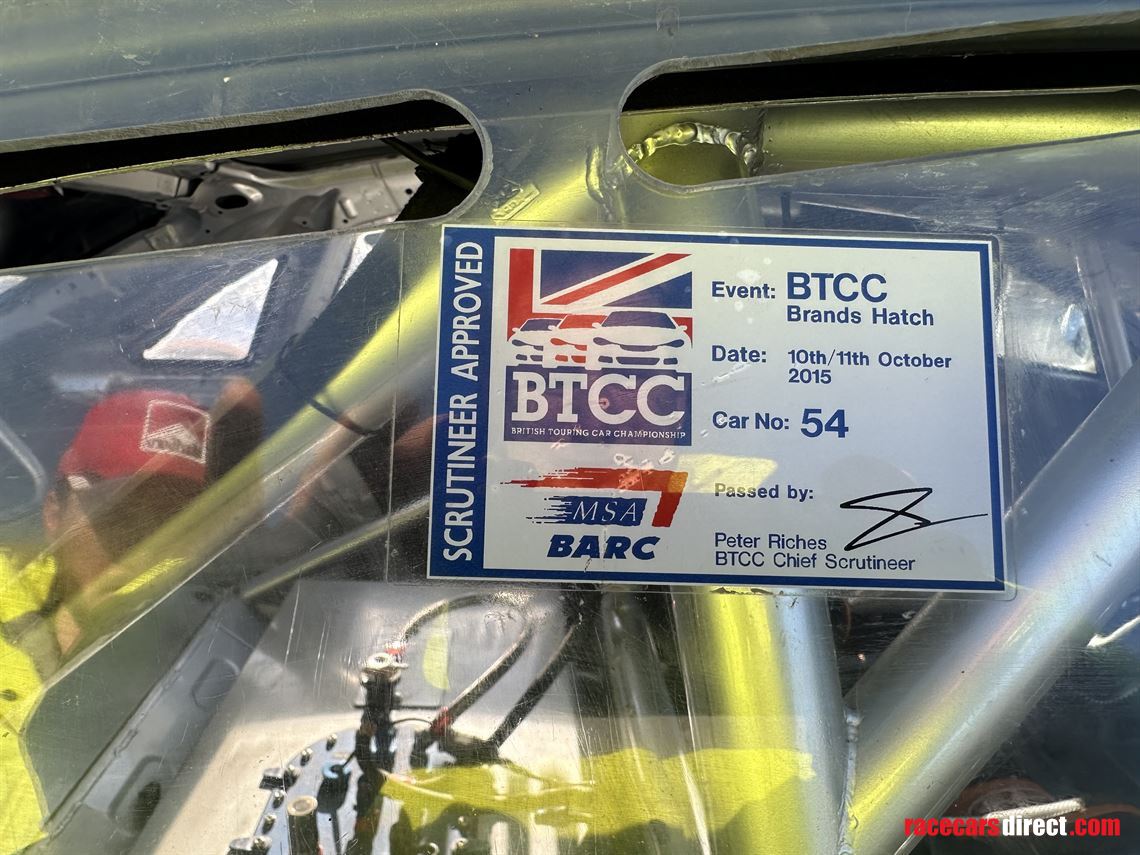 SCRUTINEER APPROVED
BTCC
BRITISH TOURING CAR CHAMPIONSHIP
MSA
BARC
Event: BTCC
Brands Hatch
Date: 10th/11th October
2015
Car No: 54
Passed by:
Peter Riches
BTCC Chief Scrutineer
racecarsdirect.com